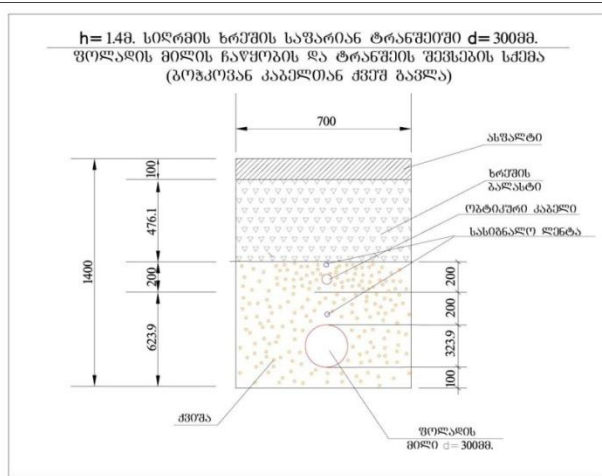 h= 1.4მ. სიღრმის ხრეშის საფარიან ტრანშეიში d= 300მმ.
ფოლადის მილის ჩაწყობის და ტრანშეის შევსების სქემა
(ბოჭკოვან კაბელთან ქვეშ გავლა)
700
ასფალტი
100
ხრეშის
ბალასტი
476.1
ოპტიკური კაბელი
სასიგნალო ლენტა
1400
200
200
200
623.9
323.9
100
ქვიშა
ფოლადის
მილი d= 300მმ.